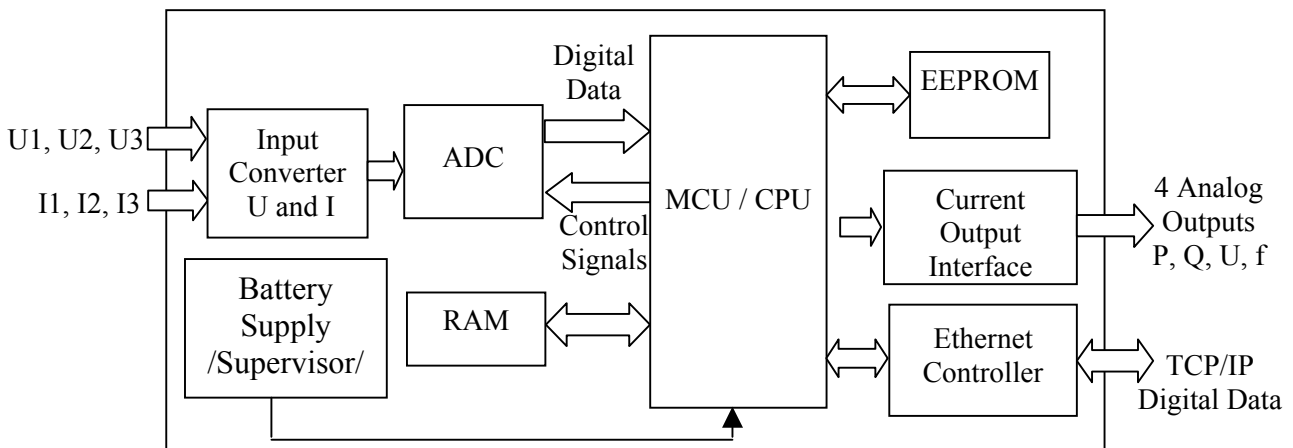 U1, U2, U3
I1, I2, I3
Input
Converter
U and I
ADC
Digital
Data
Control
Signals
MCU / CPU
EEPROM
Current
Output
Interface
4 Analog
Outputs
P, Q, U, f
Battery
Supply
/Supervisor/
RAM
Ethernet
Controller
TCP/IP
Digital Data